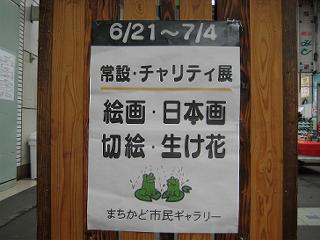 6/21～7/4
常設・チャリティ展
絵画・日本画
切絵・生け花
まちかど市民ギャラリー